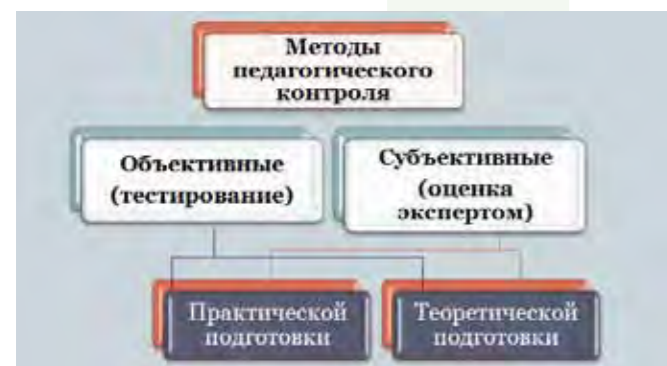 Методы
педагогического
контроля
Объективные
(тестирование)
Субъективные
(оценка
экспертом)
Практической
подготовки
Теоретической
подготовки